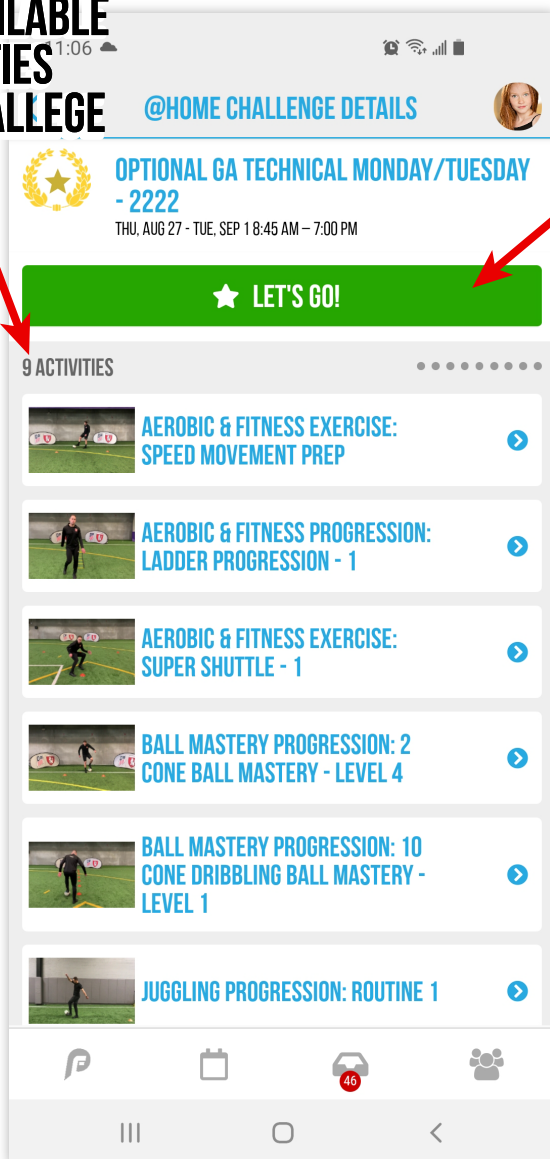 ILABLE
TIES
ALLEGE
11:06
@HOME CHALLENGE DETAILS
OPTIONAL GA TECHNICAL MONDAY/TUESDAY
- 2222
THU, AUG 27 - TUE, SEP 1 8:45 AM – 7:00 PM
LET'S GO!
9 ACTIVITIES
AEROBIC & FITNESS EXERCISE:
SPEED MOVEMENT PREP
AEROBIC & FITNESS PROGRESSION:
LADDER PROGRESSION - 1
AEROBIC & FITNESS EXERCISE:
SUPER SHUTTLE - 1
BALL MASTERY PROGRESSION: 2
CONE BALL MASTERY - LEVEL 4
BALL MASTERY PROGRESSION: 10
CONE DRIBBLING BALL MASTERY -
LEVEL 1
JUGGLING PROGRESSION: ROUTINE 1
46